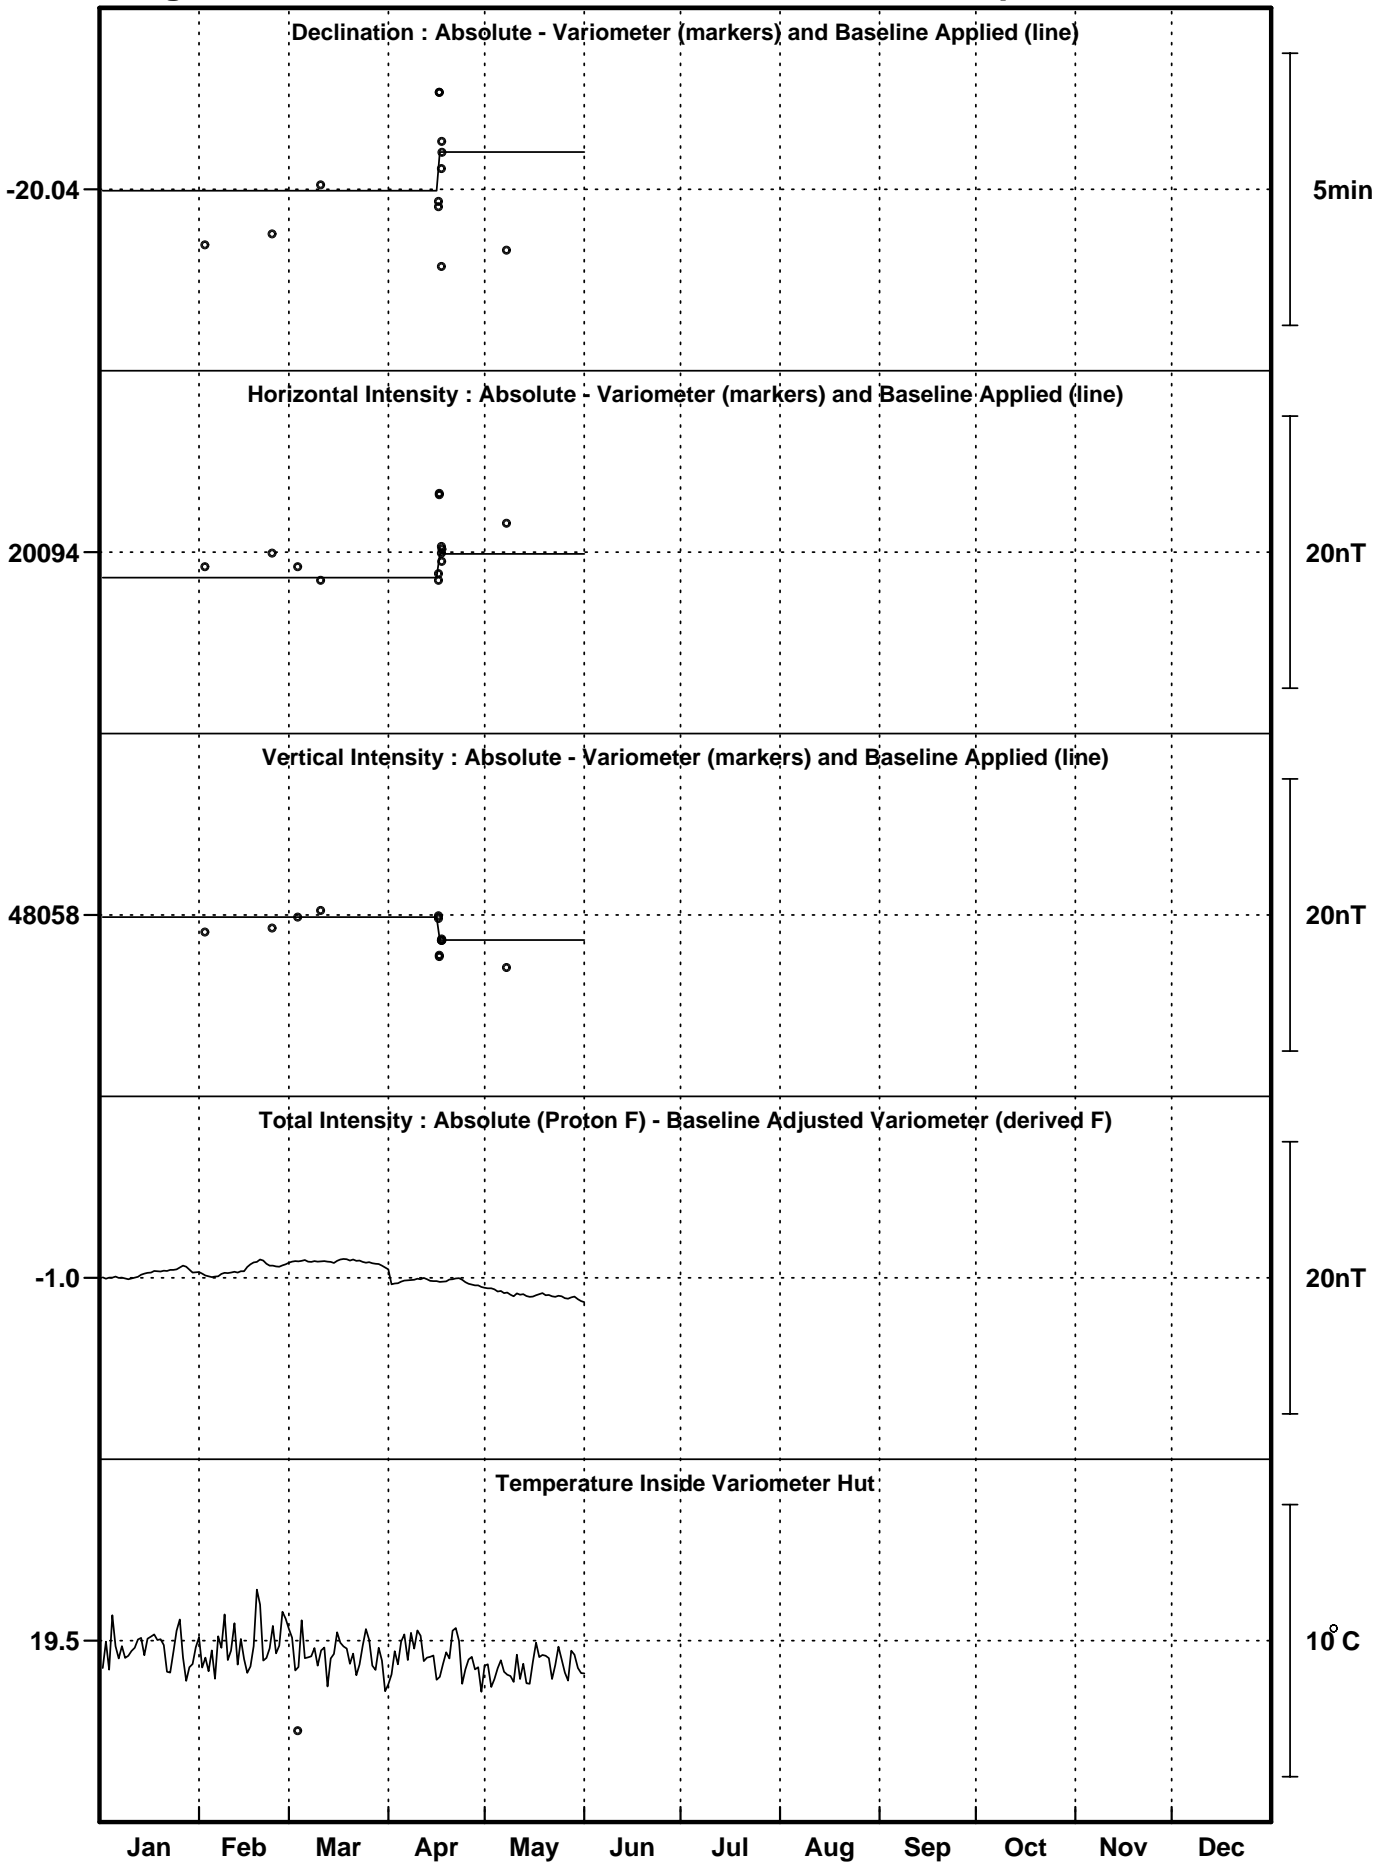 Declination : Absolute - Variometer (markers) and Baseline Applied (line)
-20.04
5min
Horizontal Intensity : Absolute - Variometer (markers) and Baseline Applied (line)
20094
20nT
Vertical Intensity : Absolute - Variometer (markers) and Baseline Applied (line)
48058
20nT
Total Intensity : Absolute (Proton F) - Baseline Adjusted Variometer (derived F)
-1.0
20nT
Temperature Inside Variometer Hut
19.5
10°C
Jan Feb Mar Apr May Jun Jul Aug Sep Oct Nov Dec